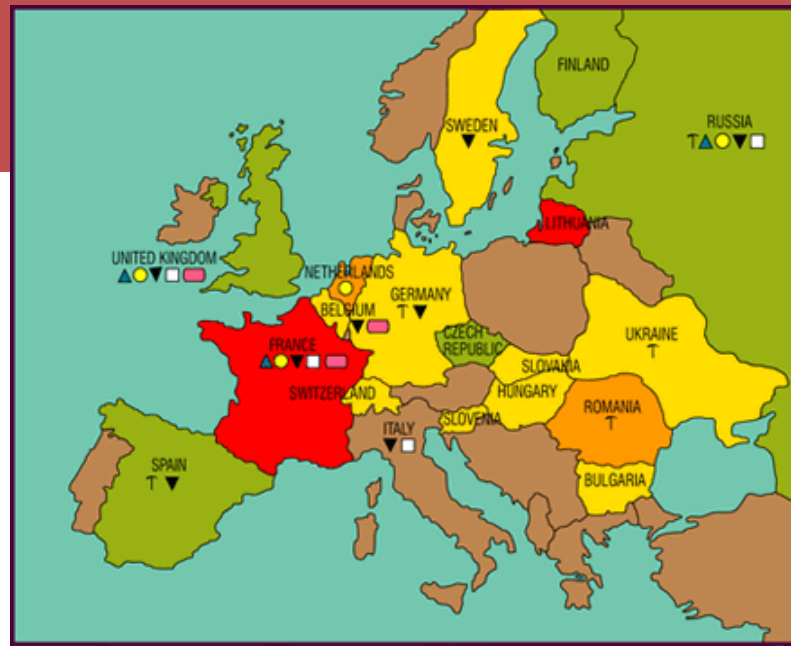 FINLAND
RUSSIA
SWEDEN
LITHUANIA
UNITED KINGDOM
NETHERLANDS
GERMANY
BELGIUM
CZECH
REPUBLIC
UKRAINE
FRANCE
SLOVAKIA
SWITZERLAND
HUNGARY
ROMANIA
SLOVENIA
ITALY
SPAIN
BULGARIA